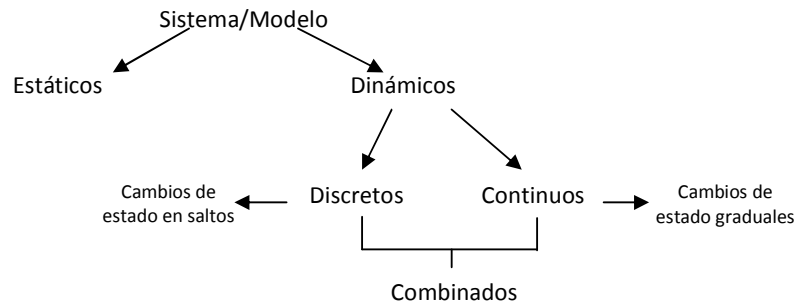 Sistema/Modelo
Estáticos
Dinámicos
Cambios de
estado en saltos
Discretos
Continuos
Cambios de
estado graduales
Combinados